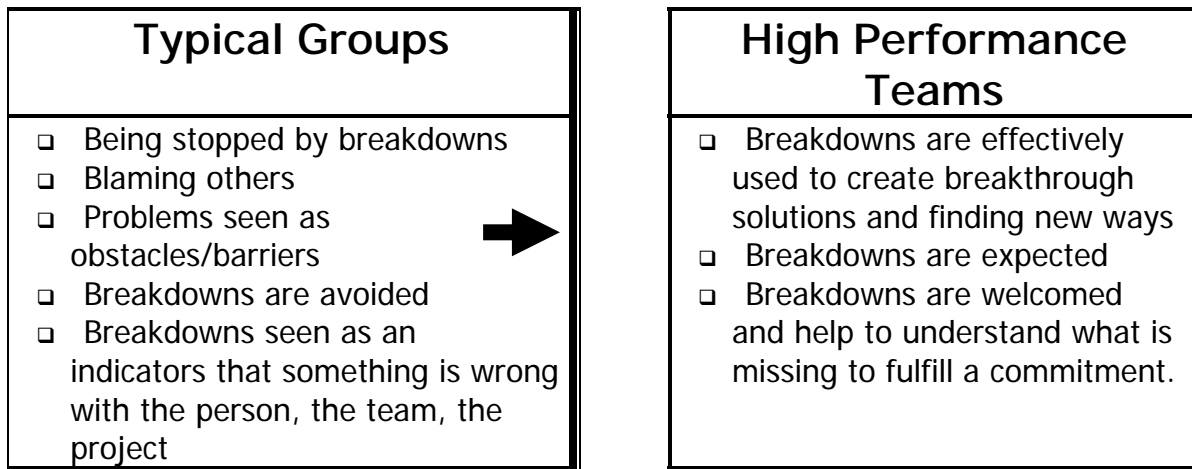 Typical Groups
❑ Being stopped by breakdowns
❑ Blaming others
❑ Problems seen as
obstacles/barriers
❑ Breakdowns are avoided
❑ Breakdowns seen as an
indicators that something is wrong
with the person, the team, the
project
High Performance
Teams
❑ Breakdowns are effectively
used to create breakthrough
solutions and finding new ways
❑ Breakdowns are expected
❑ Breakdowns are welcomed
and help to understand what is
missing to fulfill a commitment.